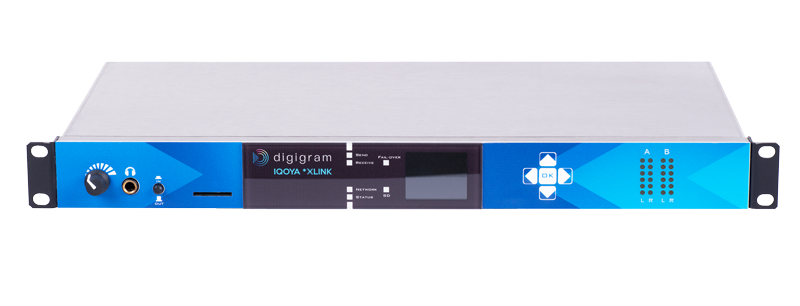 digigram
IQOYA *XLINK
SEND
RECEIVE
FAIL-OVER
NETWORK
STATUS
SD
OUT
OK
A B
L R L R